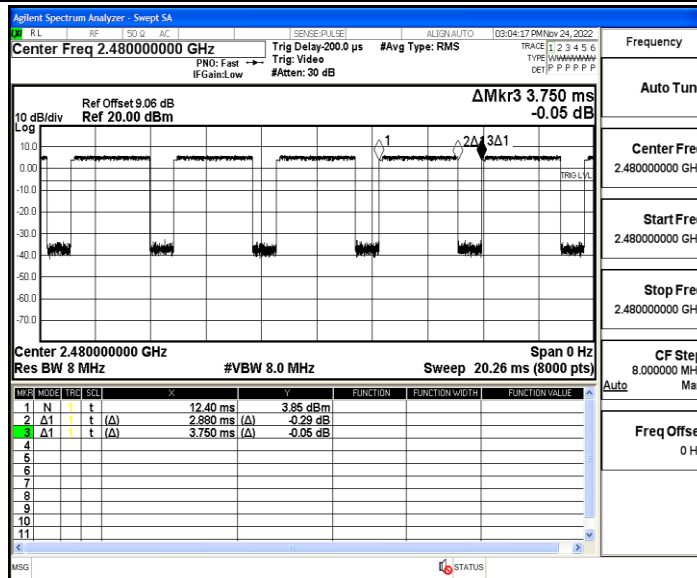 Agilent Spectrum Analyzer - Swept SA
RL RF 50 Ω AC SENSE:PULSE ALIGN AUTO 03:04:17 PM Nov 24, 2022
Center Freq 2.480000000 GHz
PNO: Fast
IFGain:Low
Trig Delay-200.0 µs
Trig: Video
#Atten: 30 dB
#Avg Type: RMS
TRACE 1 2 3 4 5 6
TYPE
DET P P P P P P
Ref Offset 9.06 dB
Ref 20.00 dBm
10 dB/div
Log
ΔMkr3 3.750 ms
-0.05 dB
10.0
0.00
-10.0
-20.0
-30.0
-40.0
-50.0
-60.0
-70.0
1 2Δ1 3Δ1
TRIG LVL
Center 2.480000000 GHz Span 0 Hz
Res BW 8 MHz #VBW 8.0 MHz Sweep 20.26 ms (8000 pts)
MKR MODE TRC SCL X Y FUNCTION FUNCTION WIDTH FUNCTION VALUE
1 N 1 t 12.40 ms 3.85 dBm
2 Δ1 1 t (Δ) 2.880 ms (Δ) -0.29 dB
3 Δ1 1 t (Δ) 3.750 ms (Δ) -0.05 dB
4
5
6
7
8
9
10
11
MSG STATUS
Frequency
Auto Tun
Center Fre
2.480000000 GH
Start Fre
2.480000000 GH
Stop Fre
2.480000000 GH
CF Step
8.000000 MH
Auto Ma
Freq Offse
0 H